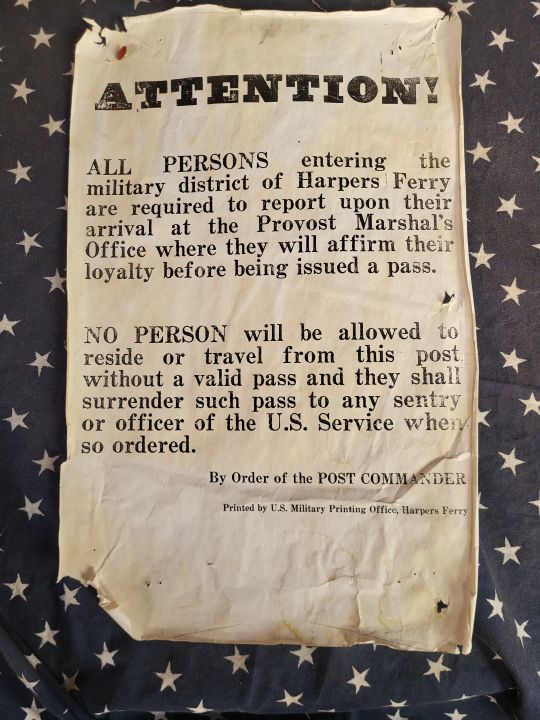 ATTENTION!
ALL PERSONS entering the
military district of Harpers Ferry
are required to report upon their
arrival at the Provost Marshal's
Office where they will affirm their
loyalty before being issued a pass.
NO PERSON will be allowed to
reside or travel from this post
without a valid pass and they shall
surrender such pass to any sentry
or officer of the U.S. Service when
so ordered.
By Order of the POST COMMANDER
Printed by U.S. Military Printing Office, Harpers Ferry